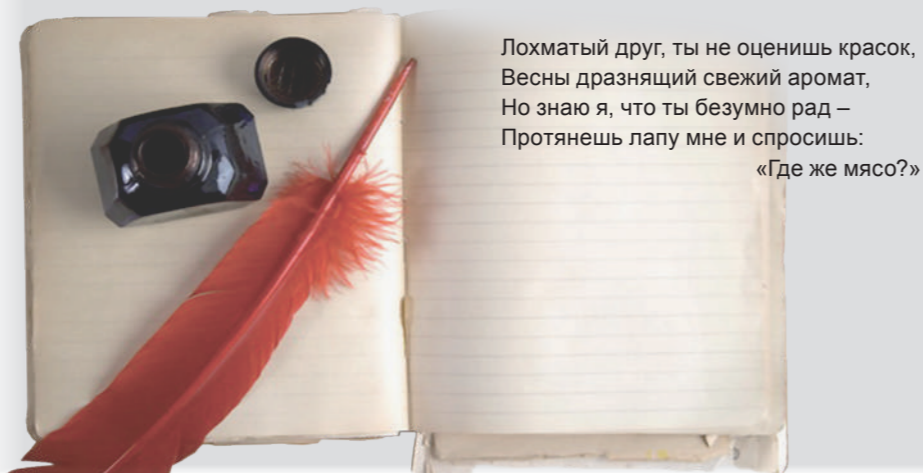 Лохматый друг, ты не оценишь красок,
Весны дразнящий свежий аромат,
Но знаю я, что ты безумно рад –
Протянешь лапу мне и спросишь:
«Где же мясо?»